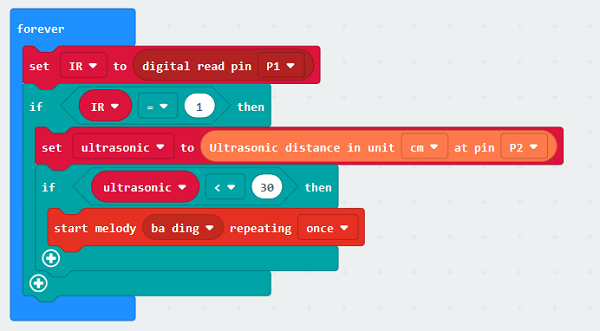 forever
set IR to digital read pin P1
if IR = 1 then
set ultrasonic to Ultrasonic distance in unit cm at pin P2
if ultrasonic < 30 then
start melody ba ding repeating once